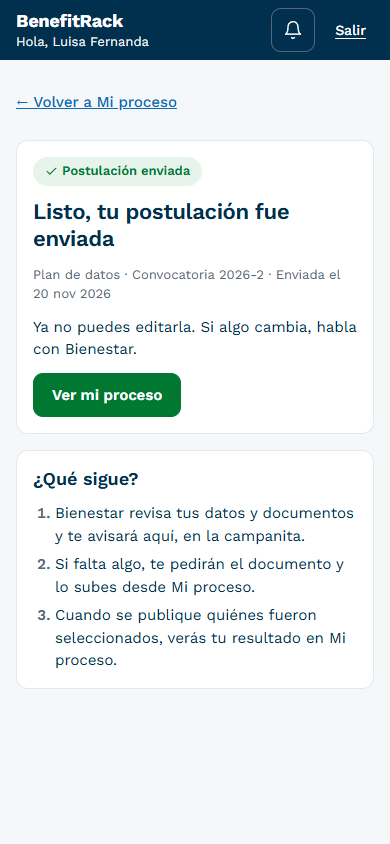 BenefitRack
Hola, Luisa Fernanda
Salir
← Volver a Mi proceso
✓ Postulación enviada
Listo, tu postulación fue
enviada
Plan de datos · Convocatoria 2026-2 · Enviada el
20 nov 2026
Ya no puedes editarla. Si algo cambia, habla
con Bienestar.
Ver mi proceso
¿Qué sigue?
1. Bienestar revisa tus datos y documentos
y te avisará aquí, en la campanita.
2. Si falta algo, te pedirán el documento y
lo subes desde Mi proceso.
3. Cuando se publique quiénes fueron
seleccionados, verás tu resultado en Mi
proceso.